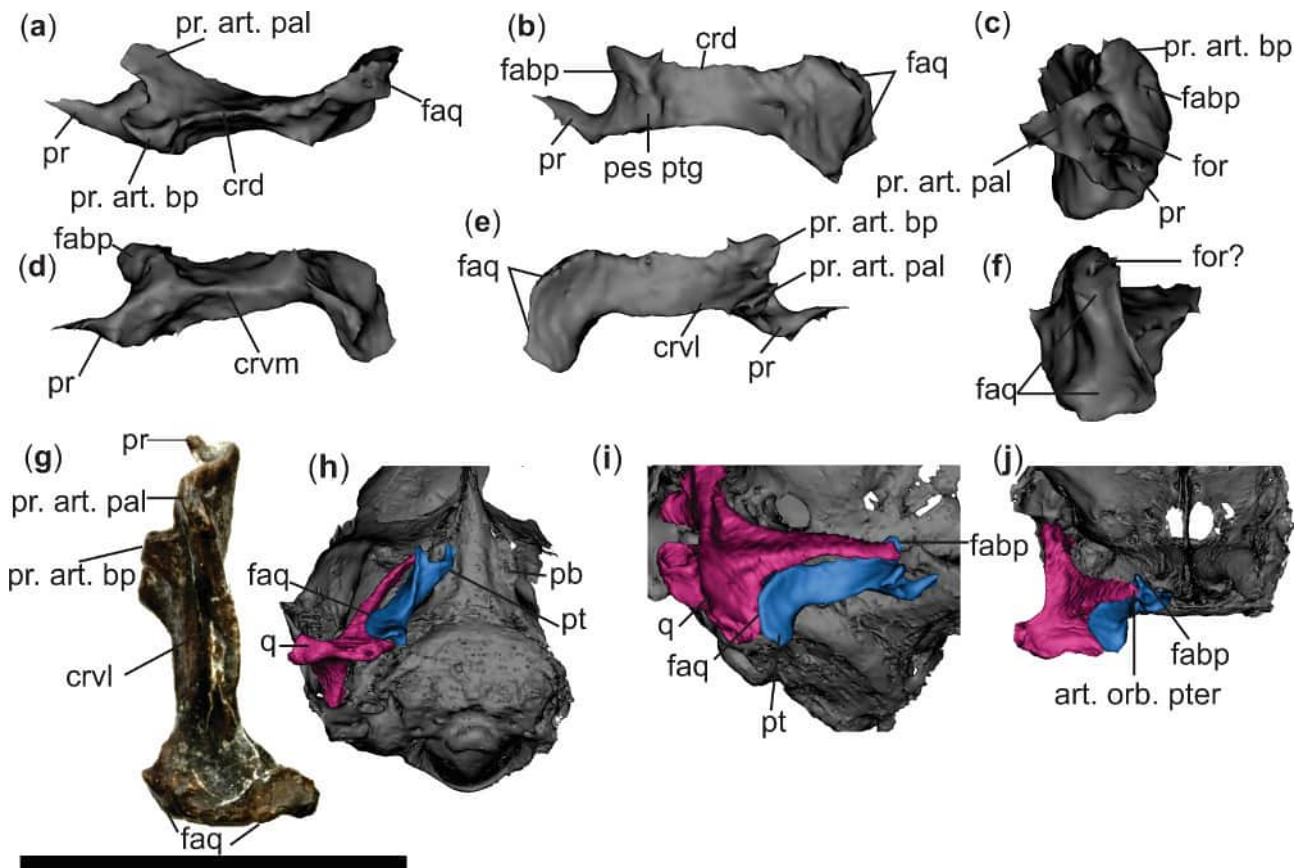 (a)
pr. art. pal
faq
pr
pr. art. bp
crd
(b)
crd
fabp
faq
pr
pes ptg
(c)
pr. art. bp
fabp
for
pr. art. pal
pr
(d)
fabp
pr
crvm
(e)
faq
pr. art. bp
pr. art. pal
crvl
pr
(f)
for?
faq
(g)
pr
pr. art. pal
pr. art. bp
crvl
faq
(h)
faq
q
pb
pt
(i)
fabp
q
faq
pt
(j)
fabp
art. orb. pter